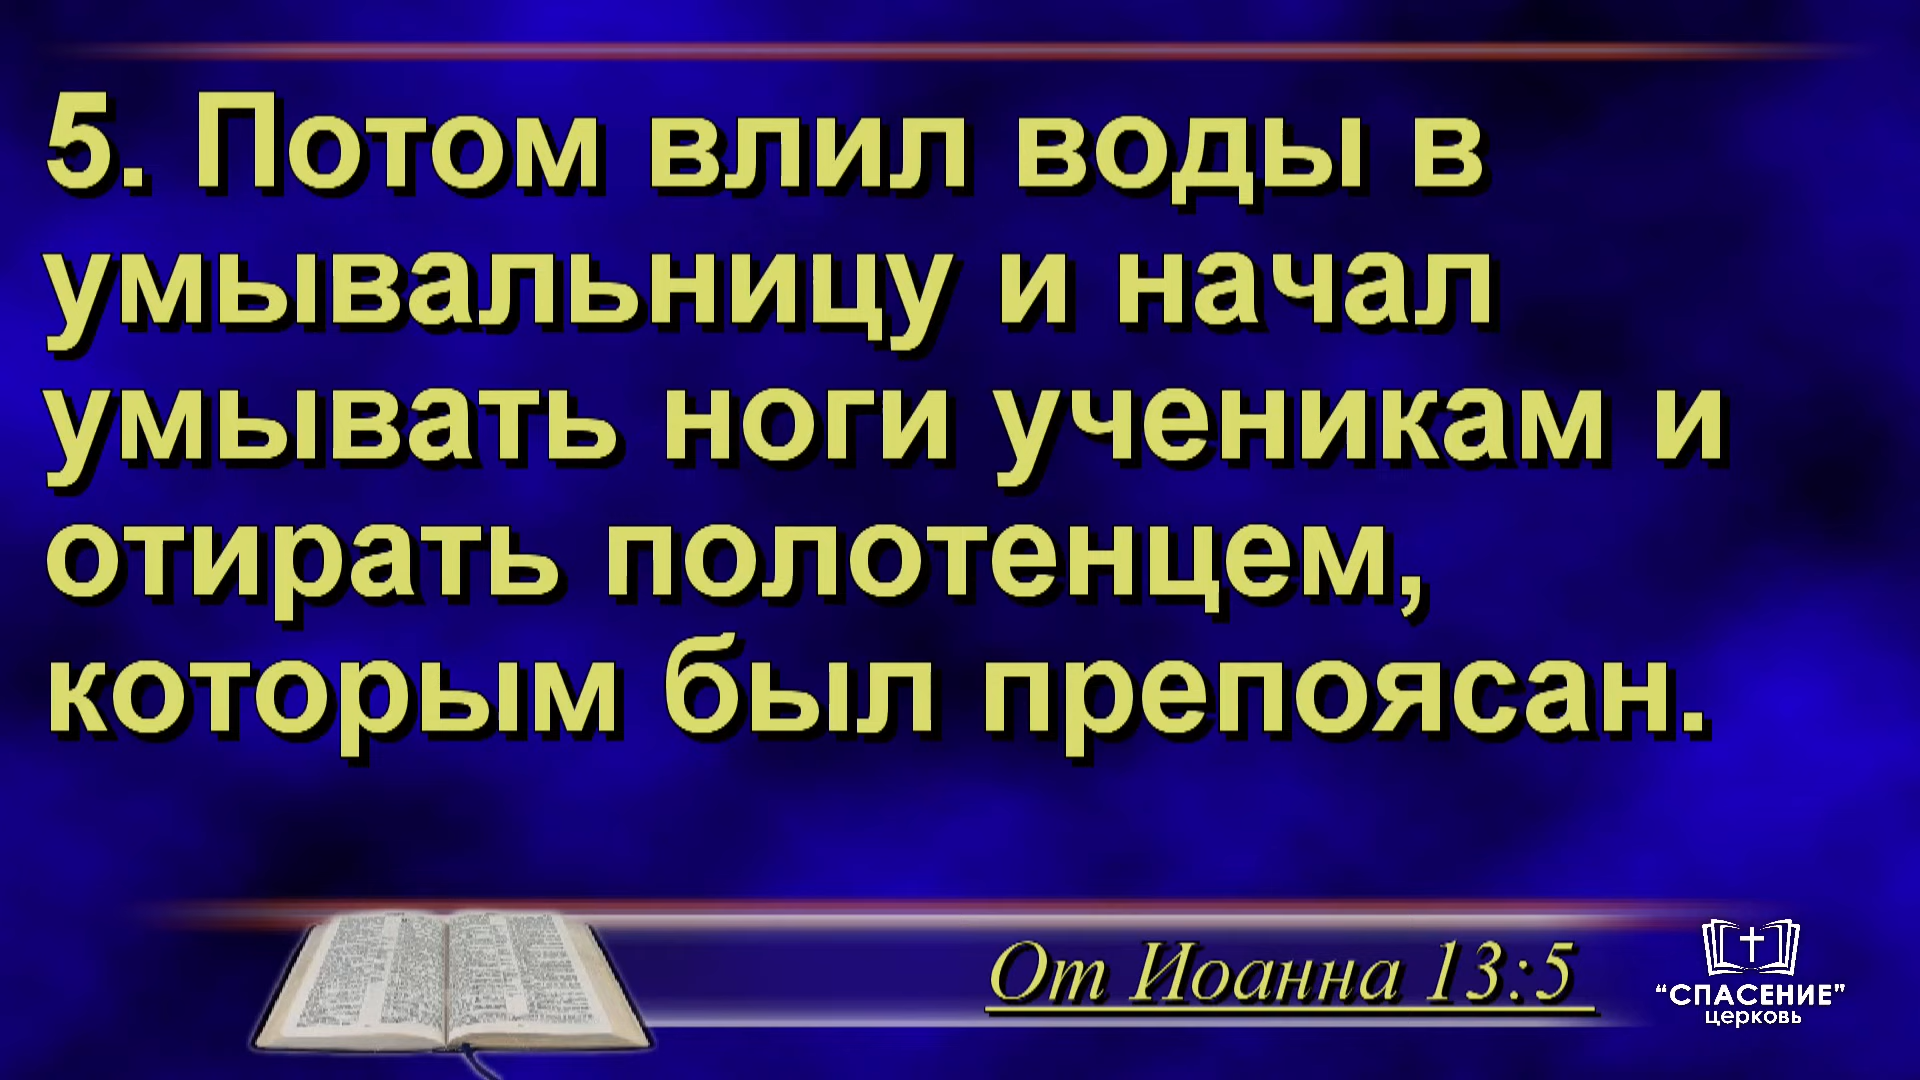 5. Потом влил воды в
умывальницу и начал
умывать ноги ученикам и
отирать полотенцем,
которым был препоясан.
От Иоанна 13:5
“СПАСЕНИЕ”
церковь